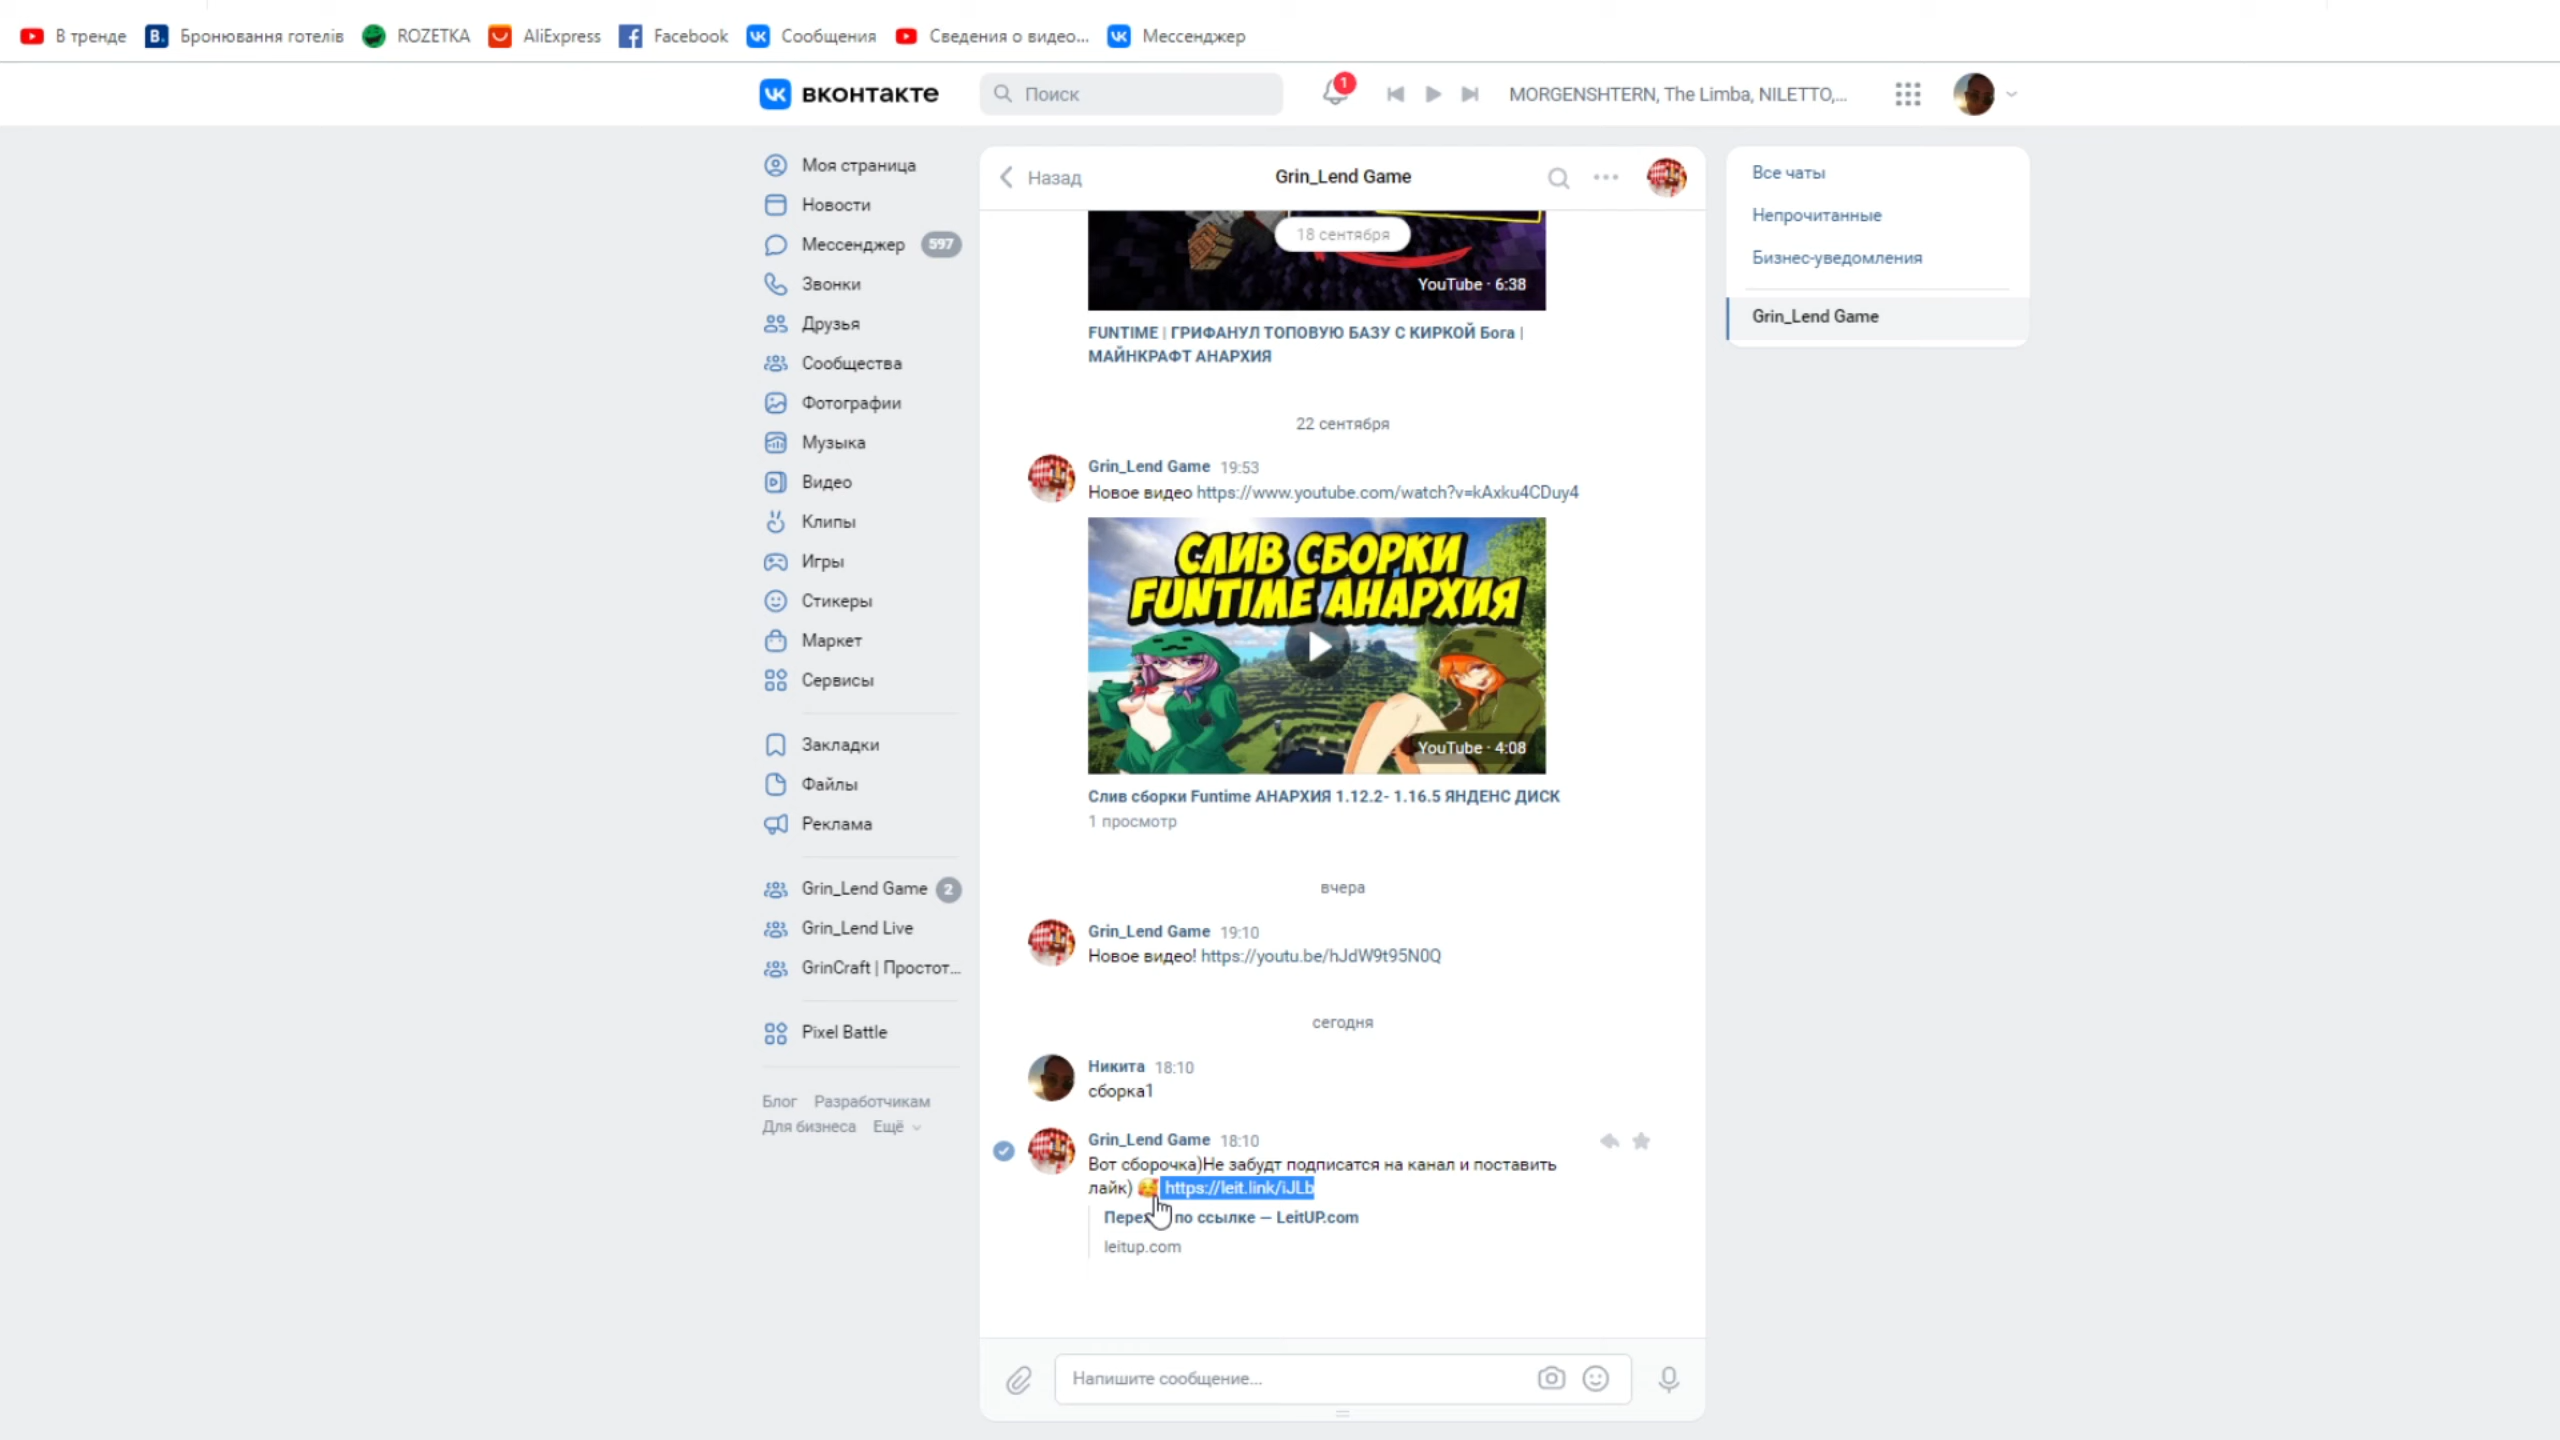 В тренде
Бронювання готелів
ROZETKA
AliExpress
Facebook
Сообщения
Сведения о видео...
Мессенджер
вконтакте
Поиск
1
MORGENSHTERN, The Limba, NILETTO,...
Моя страница
Новости
Мессенджер 597
Звонки
Друзья
Сообщества
Фотографии
Музыка
Видео
Клипы
Игры
Стикеры
Маркет
Сервисы
Закладки
Файлы
Реклама
Grin_Lend Game 2
Grin_Lend Live
GrinCraft | Простот...
Pixel Battle
Блог Разработчикам
Для бизнеса Ещё
Назад
Grin_Lend Game
18 сентября
YouTube · 6:38
FUNTIME | ГРИФАНУЛ ТОПОВУЮ БАЗУ С КИРКОЙ Бога |
МАЙНКРАФТ АНАРХИЯ
22 сентября
Grin_Lend Game 19:53
Новое видео https://www.youtube.com/watch?v=kAxku4CDuy4
СЛИВ СБОРКИ
FUNTIME АНАРХИЯ
YouTube · 4:08
Слив сборки Funtime АНАРХИЯ 1.12.2- 1.16.5 ЯНДЕНС ДИСК
1 просмотр
вчера
Grin_Lend Game 19:10
Новое видео! https://youtu.be/hJdW9t95N0Q
сегодня
Никита 18:10
сборка1
Grin_Lend Game 18:10
Вот сборочка)Не забудт подписатся на канал и поставить
лайк) 🥰 https://leit.link/iJLb
по ссылке — LeitUP.com
leitup.com
Напишите сообщение...
Все чаты
Непрочитанные
Бизнес-уведомления
Grin_Lend Game